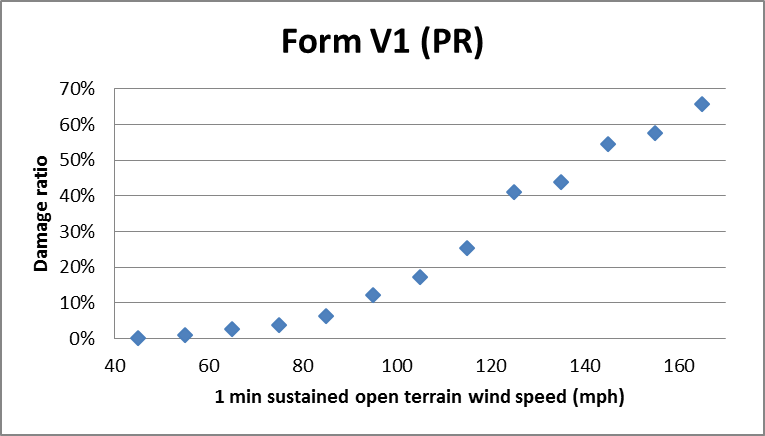 Form V1 (PR)
70%
60%
50%
40%
30%
20%
10%
0%
Damage ratio
40 60 80 100 120 140 160
1 min sustained open terrain wind speed (mph)